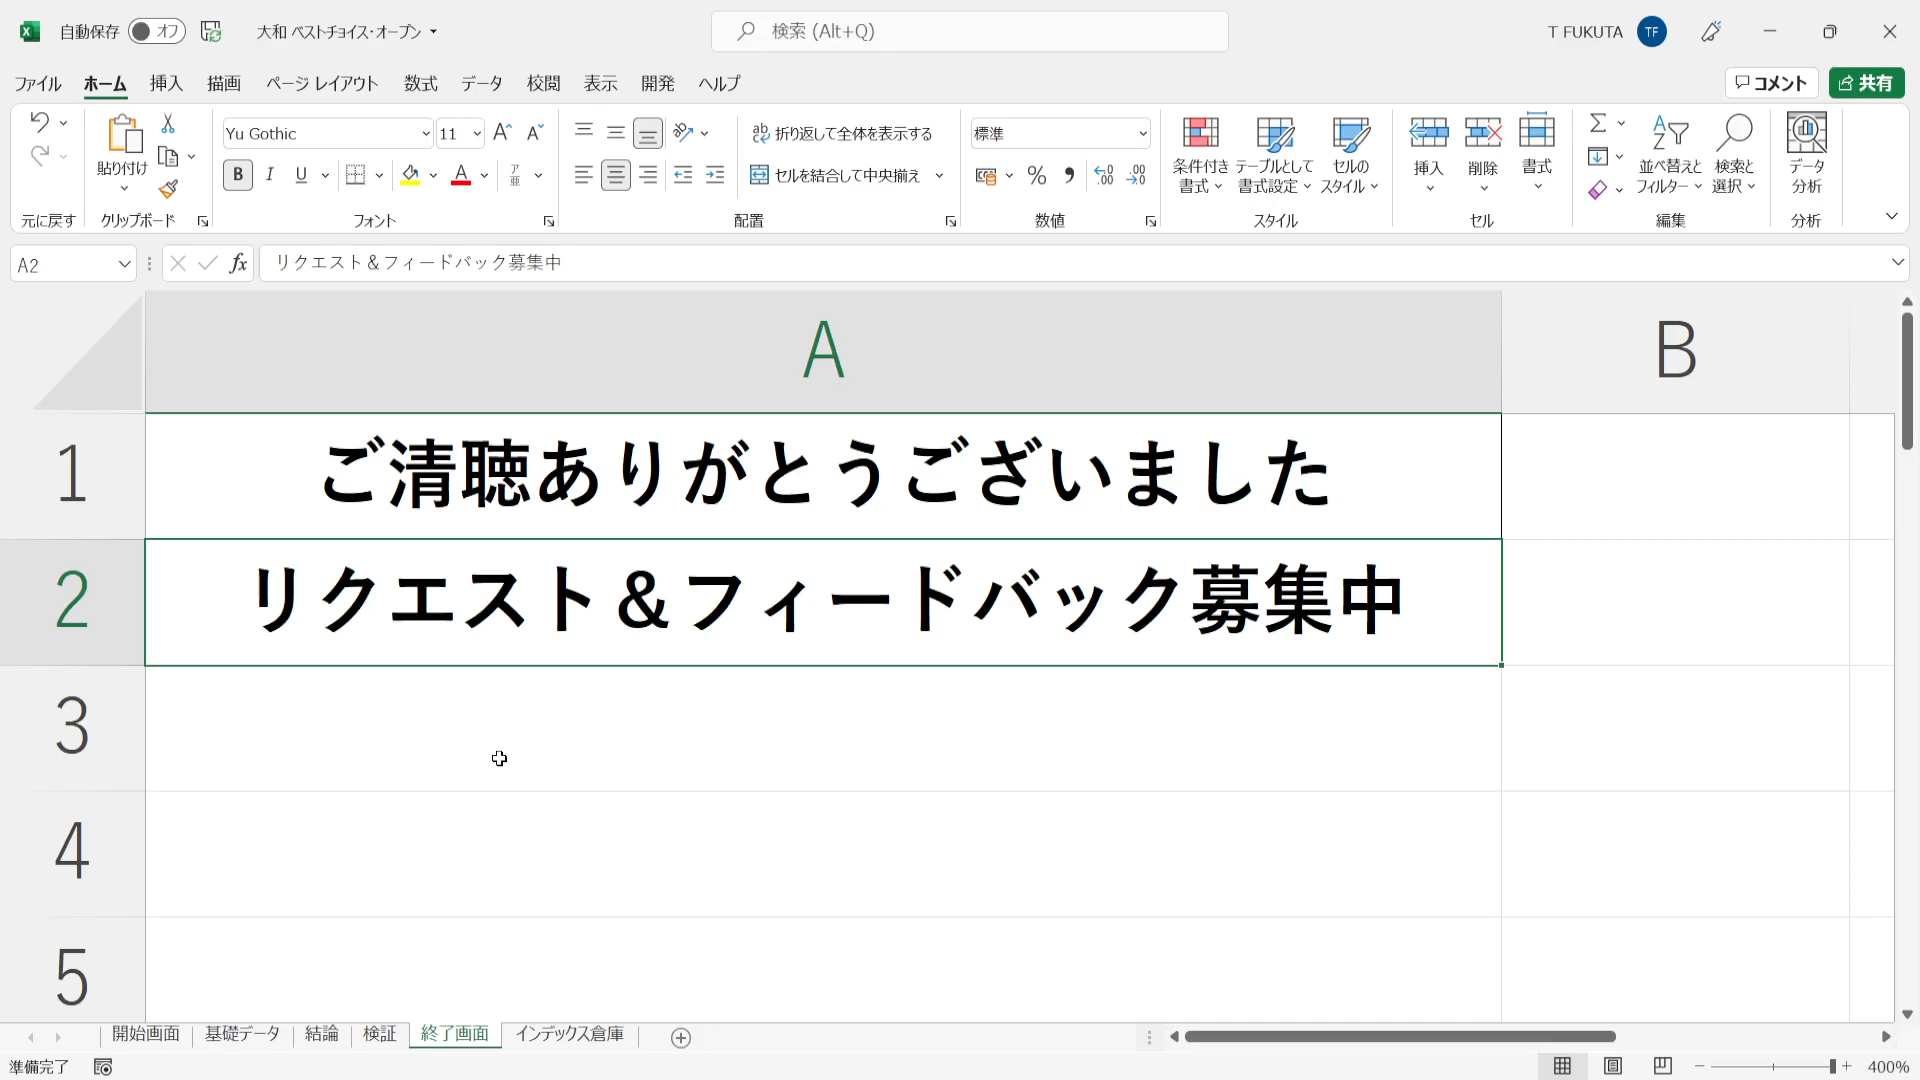 自動保存 オフ 大和 ベストチョイス・オープン 検索 (Alt+Q) T FUKUTA TF
ファイル ホーム 挿入 描画 ページ レイアウト 数式 データ 校閲 表示 開発 ヘルプ コメント 共有
貼り付け Yu Gothic 11 折り返して全体を表示する 標準 条件付き書式 テーブルとして書式設定 セルのスタイル 挿入 削除 書式 並べ替えとフィルター 検索と選択 データ分析
B I U A ア亜 セルを結合して中央揃え % 9
元に戻す クリップボード フォント 配置 数値 スタイル セル 編集 分析
A2 fx リクエスト＆フィードバック募集中
A B
1 ご清聴ありがとうございました
2 リクエスト＆フィードバック募集中
3
4
5
開始画面 基礎データ 結論 検証 終了画面 インデックス倉庫
準備完了 400%